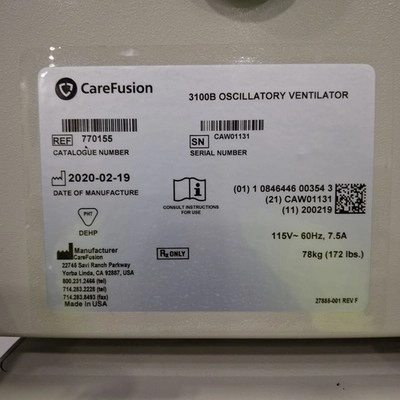 CareFusion
3100B OSCILLATORY VENTILATOR
REF 770155
CATALOGUE NUMBER
SN CAW01131
SERIAL NUMBER
2020-02-19
DATE OF MANUFACTURE
CONSULT INSTRUCTIONS
FOR USE
(01) 1 0846446 00354 3
(21) CAW01131
(11) 200219
PHT
DEHP
115V~ 60Hz, 7.5A
Manufacturer
CareFusion
22745 Savi Ranch Parkway
Yorba Linda, CA 92887, USA
800.231.2466 (tel)
714.283.2228 (tel)
714.283.8493 (fax)
Made in USA
Rx ONLY
78kg (172 lbs.)
27885-001 REV F